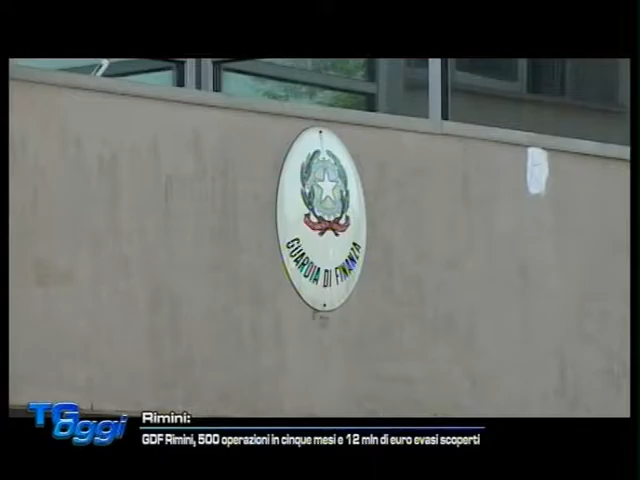 GUARDIA DI FINANZA
TG Oggi
Rimini:
GDF Rimini, 500 operazioni in cinque mesi e 12 mln di euro evasi scoperti